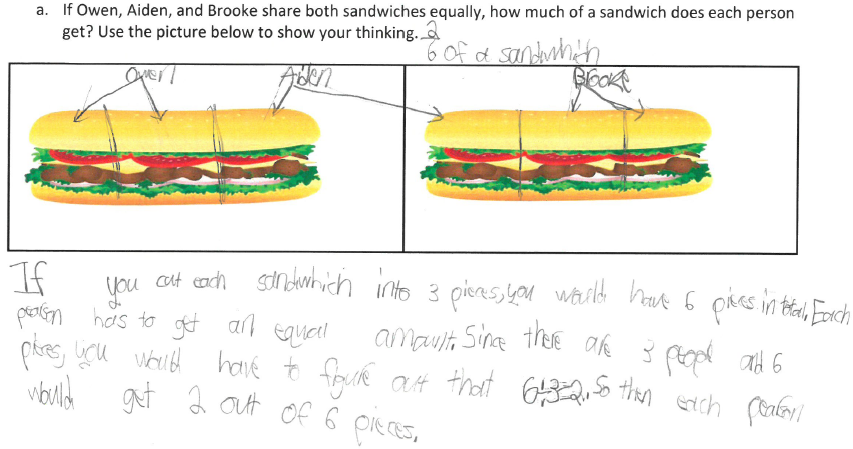 a. If Owen, Aiden, and Brooke share both sandwiches equally, how much of a sandwich does each person
get? Use the picture below to show your thinking. 2
6 of a sandwhich
Owen Aiden Brooke
If you cut each sandwhich into 3 pieces, you would have 6 pieces in total, Each
has to get an equal amount. Since there are 3 peopl and 6
you would have to figure out that 6÷3=2. So then each
would get 2 out of 6 pieces.